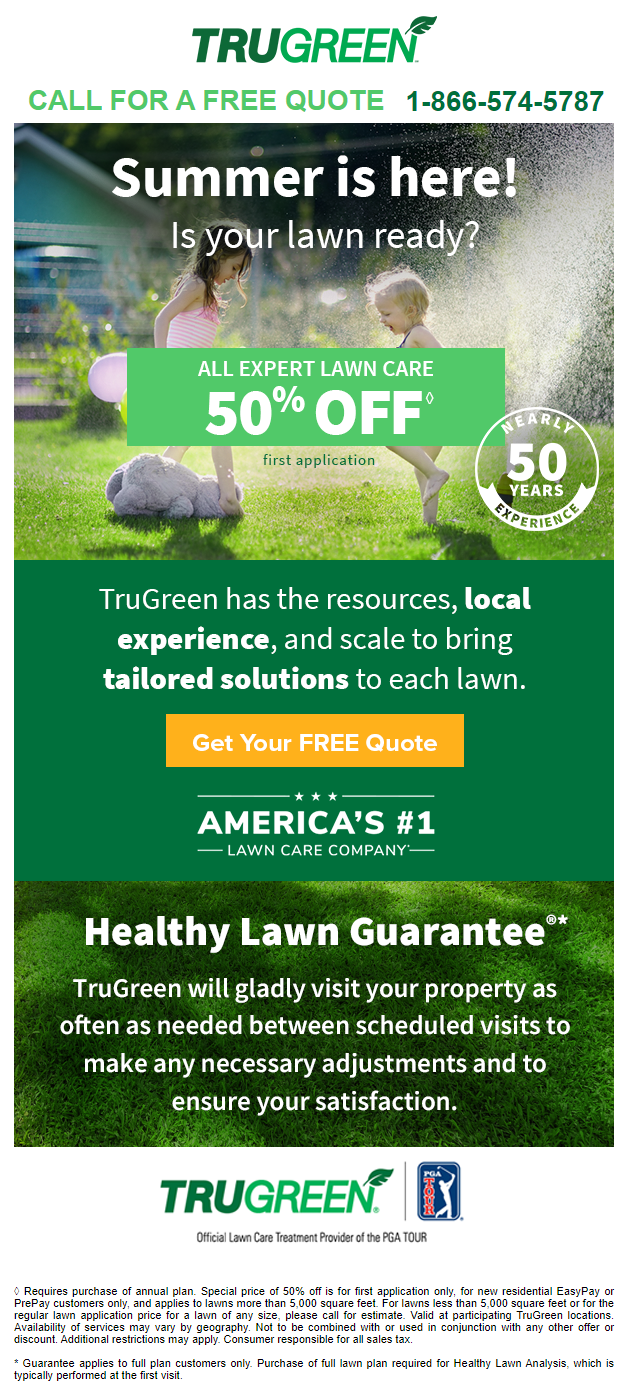 TRUGREEN
CALL FOR A FREE QUOTE 1-866-574-5787
Summer is here!
Is your lawn ready?
ALL EXPERT LAWN CARE
50% OFF◊
first application
NEARLY
50
YEARS
EXPERIENCE
TruGreen has the resources, local
experience, and scale to bring
tailored solutions to each lawn.
Get Your FREE Quote
AMERICA'S #1
LAWN CARE COMPANY*
Healthy Lawn Guarantee®*
TruGreen will gladly visit your property as
often as needed between scheduled visits to
make any necessary adjustments and to
ensure your satisfaction.
TRUGREEN®
PGA
TOUR
Official Lawn Care Treatment Provider of the PGA TOUR
◊ Requires purchase of annual plan. Special price of 50% off is for first application only, for new residential EasyPay or
PrePay customers only, and applies to lawns more than 5,000 square feet. For lawns less than 5,000 square feet or for the
regular lawn application price for a lawn of any size, please call for estimate. Valid at participating TruGreen locations.
Availability of services may vary by geography. Not to be combined with or used in conjunction with any other offer or
discount. Additional restrictions may apply. Consumer responsible for all sales tax.
* Guarantee applies to full plan customers only. Purchase of full lawn plan required for Healthy Lawn Analysis, which is
typically performed at the first visit.